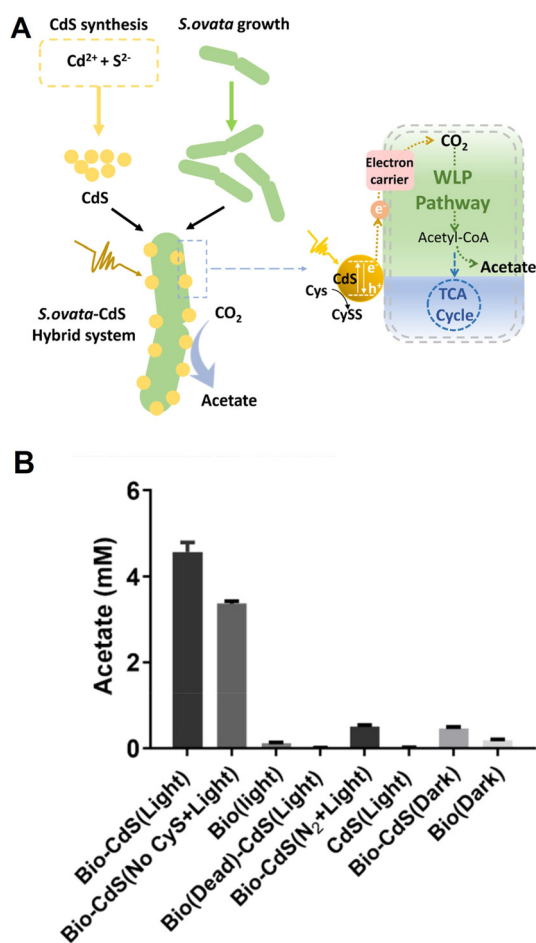 A
CdS synthesis
Cd²⁺ + S²⁻
CdS
S.ovata growth
S.ovata-CdS
Hybrid system
CO₂
Acetate
Electron
carrier
e⁻
CO₂
WLP
Pathway
Acetyl-CoA
Acetate
TCA
Cycle
CdS
e⁻
h⁺
Cys
CySS
B
Acetate (mM)
6
4
2
0
Bio-CdS(Light)
Bio-CdS(No CyS+Light)
Bio(light)
Bio(Dead)-CdS(Light)
Bio-CdS(N₂+Light)
CdS(Light)
Bio-CdS(Dark)
Bio(Dark)